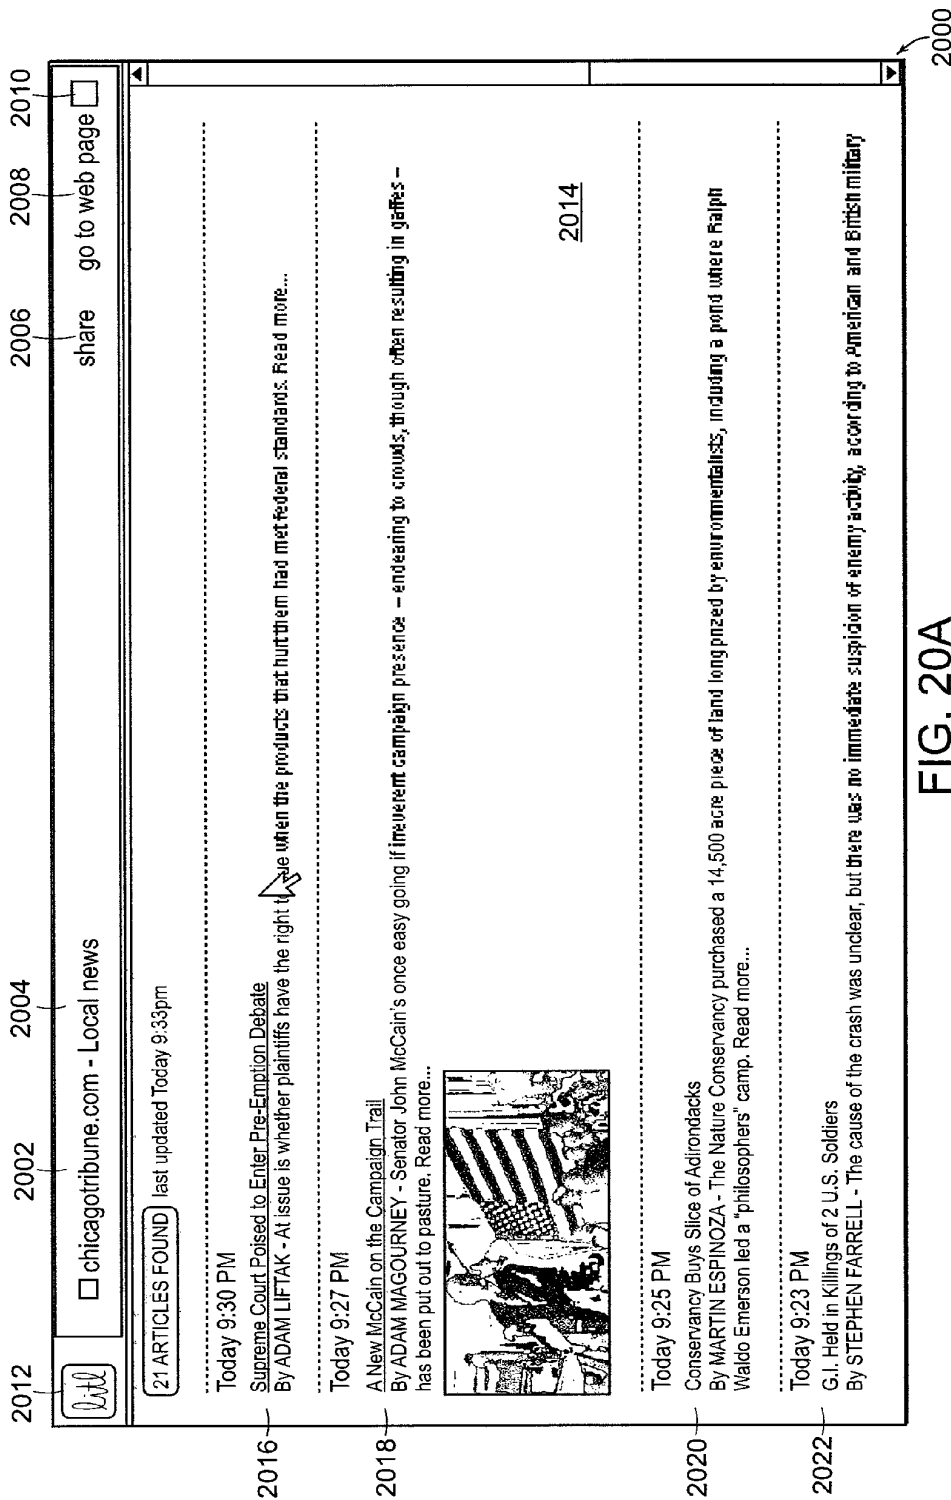 2012
2002
2004
2006
2008
2010
litl
chicagotribune.com - Local news
share
go to web page
21 ARTICLES FOUND last updated Today 9:33pm
Today 9:30 PM
Supreme Court Poised to Enter Pre-Emption Debate
2016
By ADAM LIFTAK - At issue is whether plaintiffs have the right when the products that hurt them had met federal standards. Read more...
Today 9:27 PM
A New McCain on the Campaign Trail
2018
By ADAM MAGOURNEY - Senator John McCain's once easy going if irreverent campaign presence – endearing to crowds, though often resulting in gaffes –
has been put out to pasture. Read more...
2014
Today 9:25 PM
Conservancy Buys Slice of Adirondacks
2020
By MARTIN ESPINOZA - The Nature Conservancy purchased a 14,500 acre piece of land long prized by environmentalists, including a pond where Ralph
Waldo Emerson led a "philosophers" camp. Read more...
Today 9:23 PM
G.I. Held in Killings of 2 U.S. Soldiers
2022
By STEPHEN FARRELL - The cause of the crash was unclear, but there was no immediate suspicion of enemy activity, according to American and British military
2000
FIG. 20A